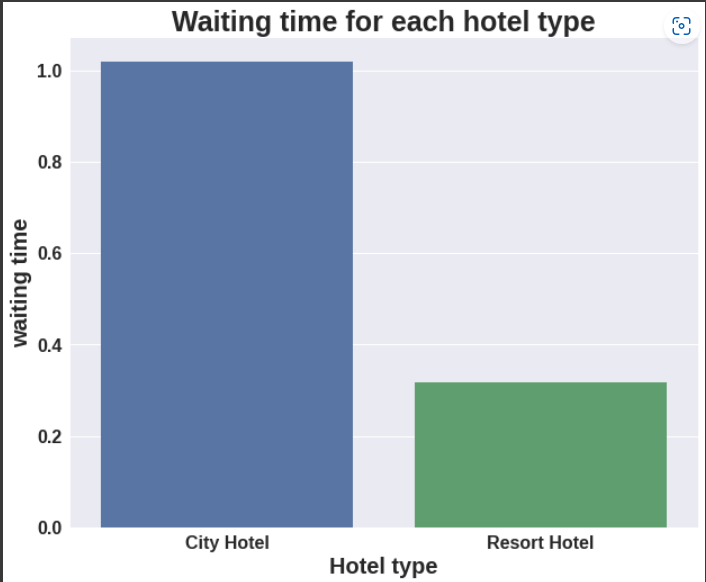 Waiting time for each hotel type
1.0
0.8
0.6
0.4
0.2
0.0
waiting time
City Hotel
Resort Hotel
Hotel type